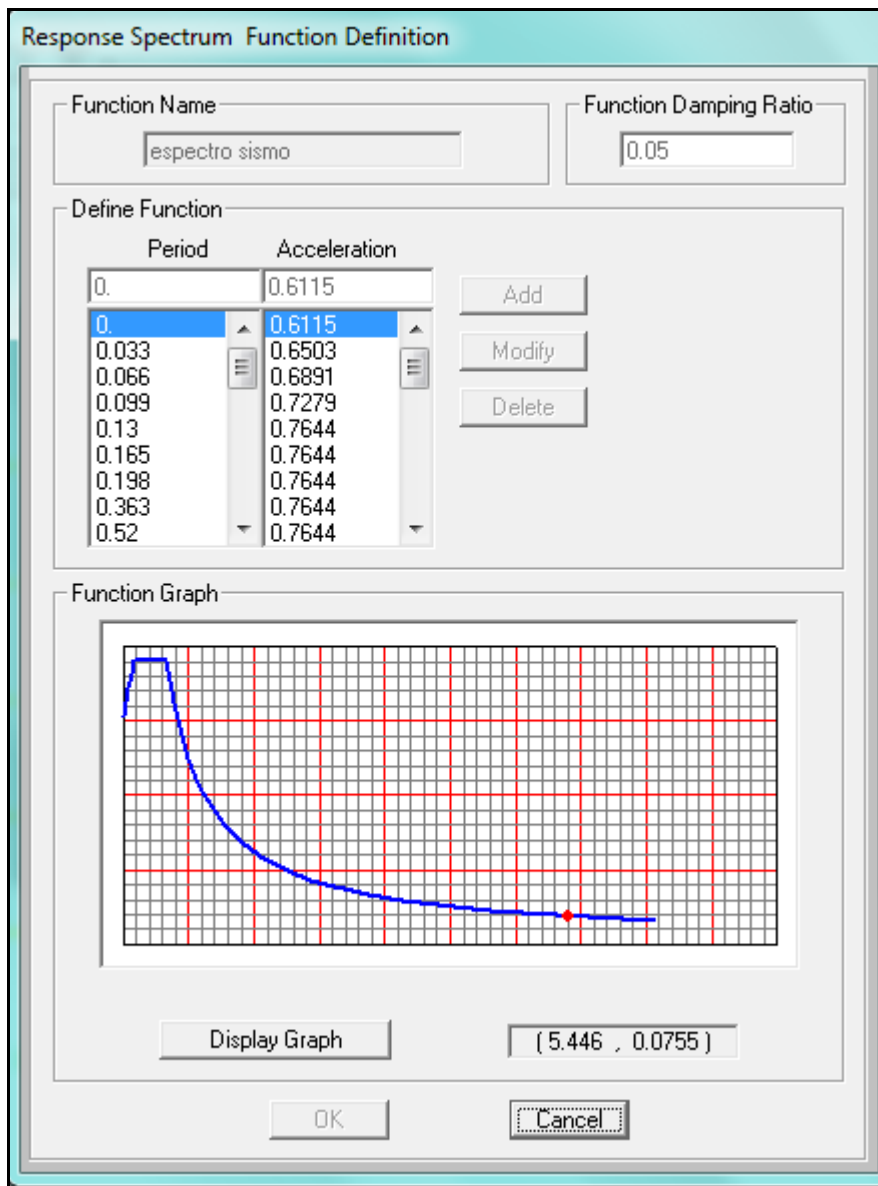 Response Spectrum Function Definition
Function Name
espectro sismo
Function Damping Ratio
0.05
Define Function
Period Acceleration
0. 0.6115
0. 0.6115
0.033 0.6503
0.066 0.6891
0.099 0.7279
0.13 0.7644
0.165 0.7644
0.198 0.7644
0.363 0.7644
0.52 0.7644
Add
Modify
Delete
Function Graph
Display Graph
( 5.446 , 0.0755 )
OK
Cancel